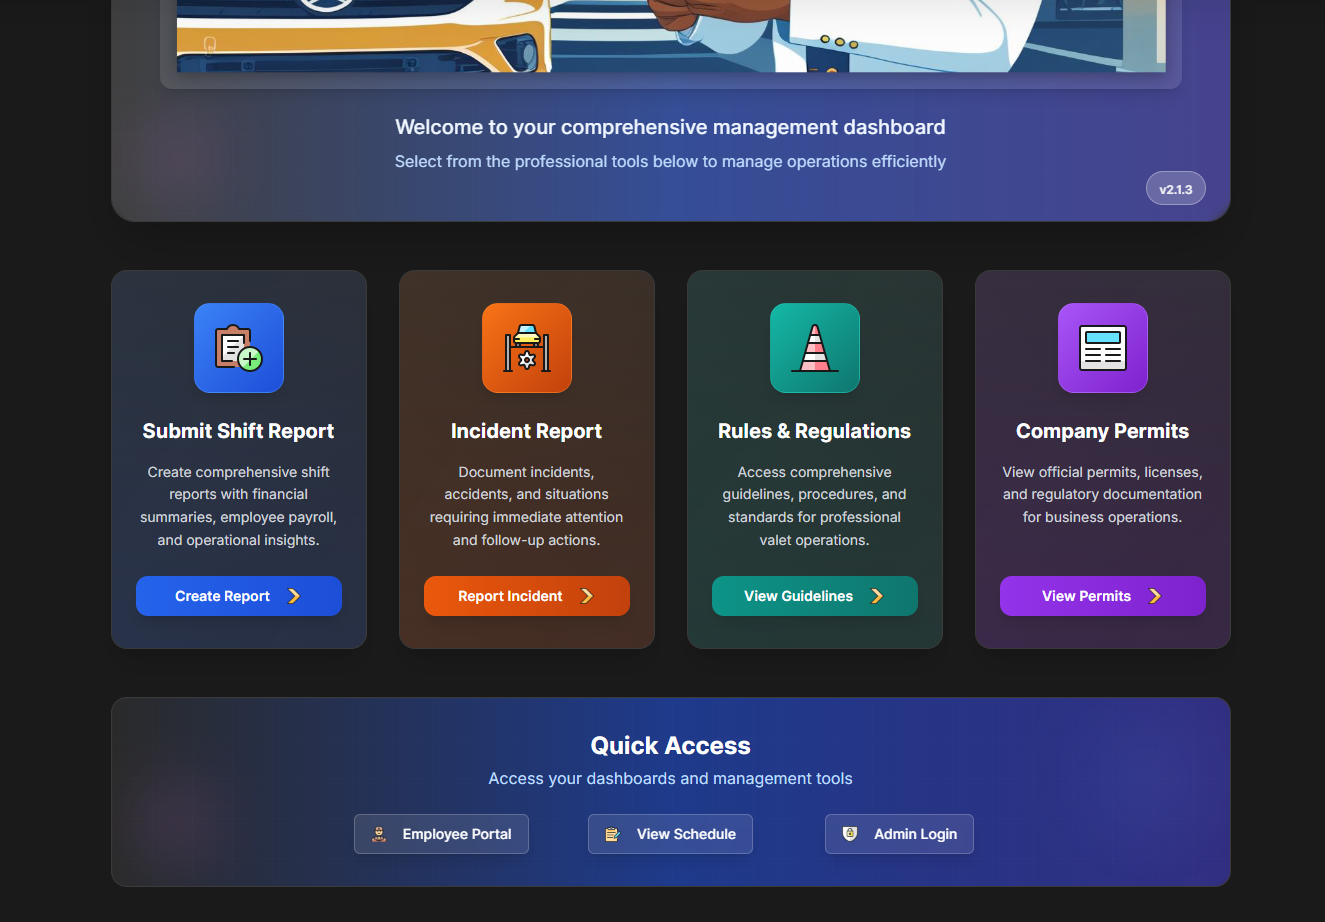 Welcome to your comprehensive management dashboard
Select from the professional tools below to manage operations efficiently
v2.1.3
Submit Shift Report
Create comprehensive shift
reports with financial
summaries, employee payroll,
and operational insights.
Create Report
Incident Report
Document incidents,
accidents, and situations
requiring immediate attention
and follow-up actions.
Report Incident
Rules & Regulations
Access comprehensive
guidelines, procedures, and
standards for professional
valet operations.
View Guidelines
Company Permits
View official permits, licenses,
and regulatory documentation
for business operations.
View Permits
Quick Access
Access your dashboards and management tools
Employee Portal
View Schedule
Admin Login